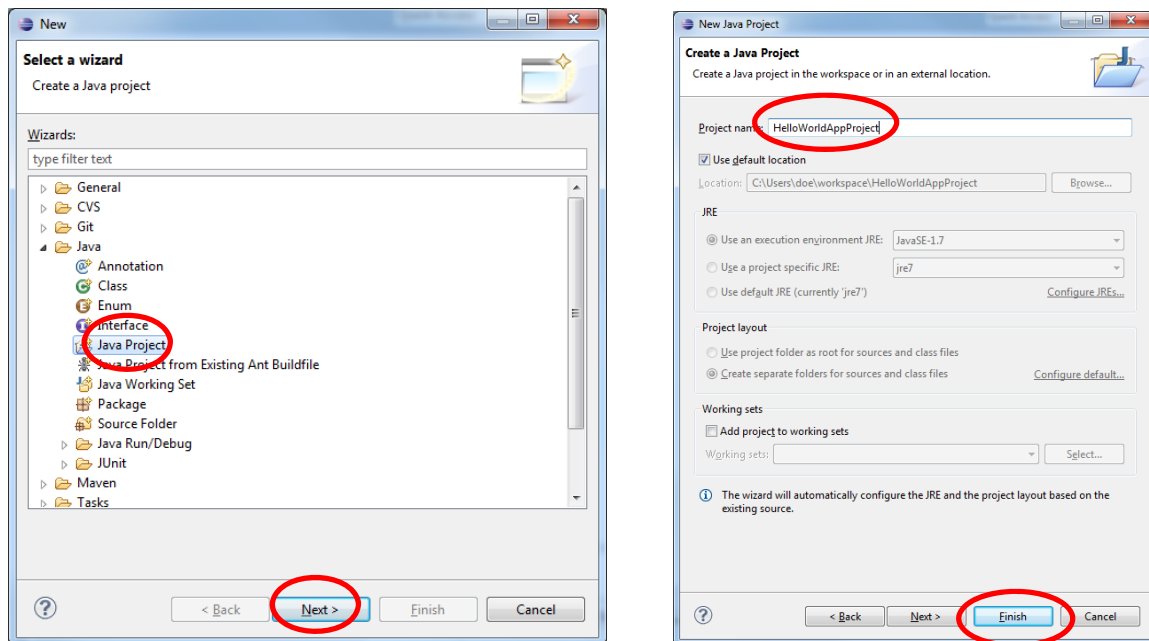 New
Select a wizard
Create a Java project
Wizards:
type filter text
General
CVS
Git
Java
Annotation
Class
Enum
Interface
Java Project
Java Project from Existing Ant Buildfile
Java Working Set
Package
Source Folder
Java Run/Debug
JUnit
Maven
Tasks
< Back Next > Finish Cancel
New Java Project
Create a Java Project
Create a Java project in the workspace or in an external location.
Project name: HelloWorldAppProject
Use default location
Location: C:\Users\doe\workspace\HelloWorldAppProject Browse...
JRE
Use an execution environment JRE: JavaSE-1.7
Use a project specific JRE: jre7
Use default JRE (currently 'jre7') Configure JREs...
Project layout
Use project folder as root for sources and class files
Create separate folders for sources and class files Configure default...
Working sets
Add project to working sets
Working sets: Select...
The wizard will automatically configure the JRE and the project layout based on the
existing source.
< Back Next > Finish Cancel